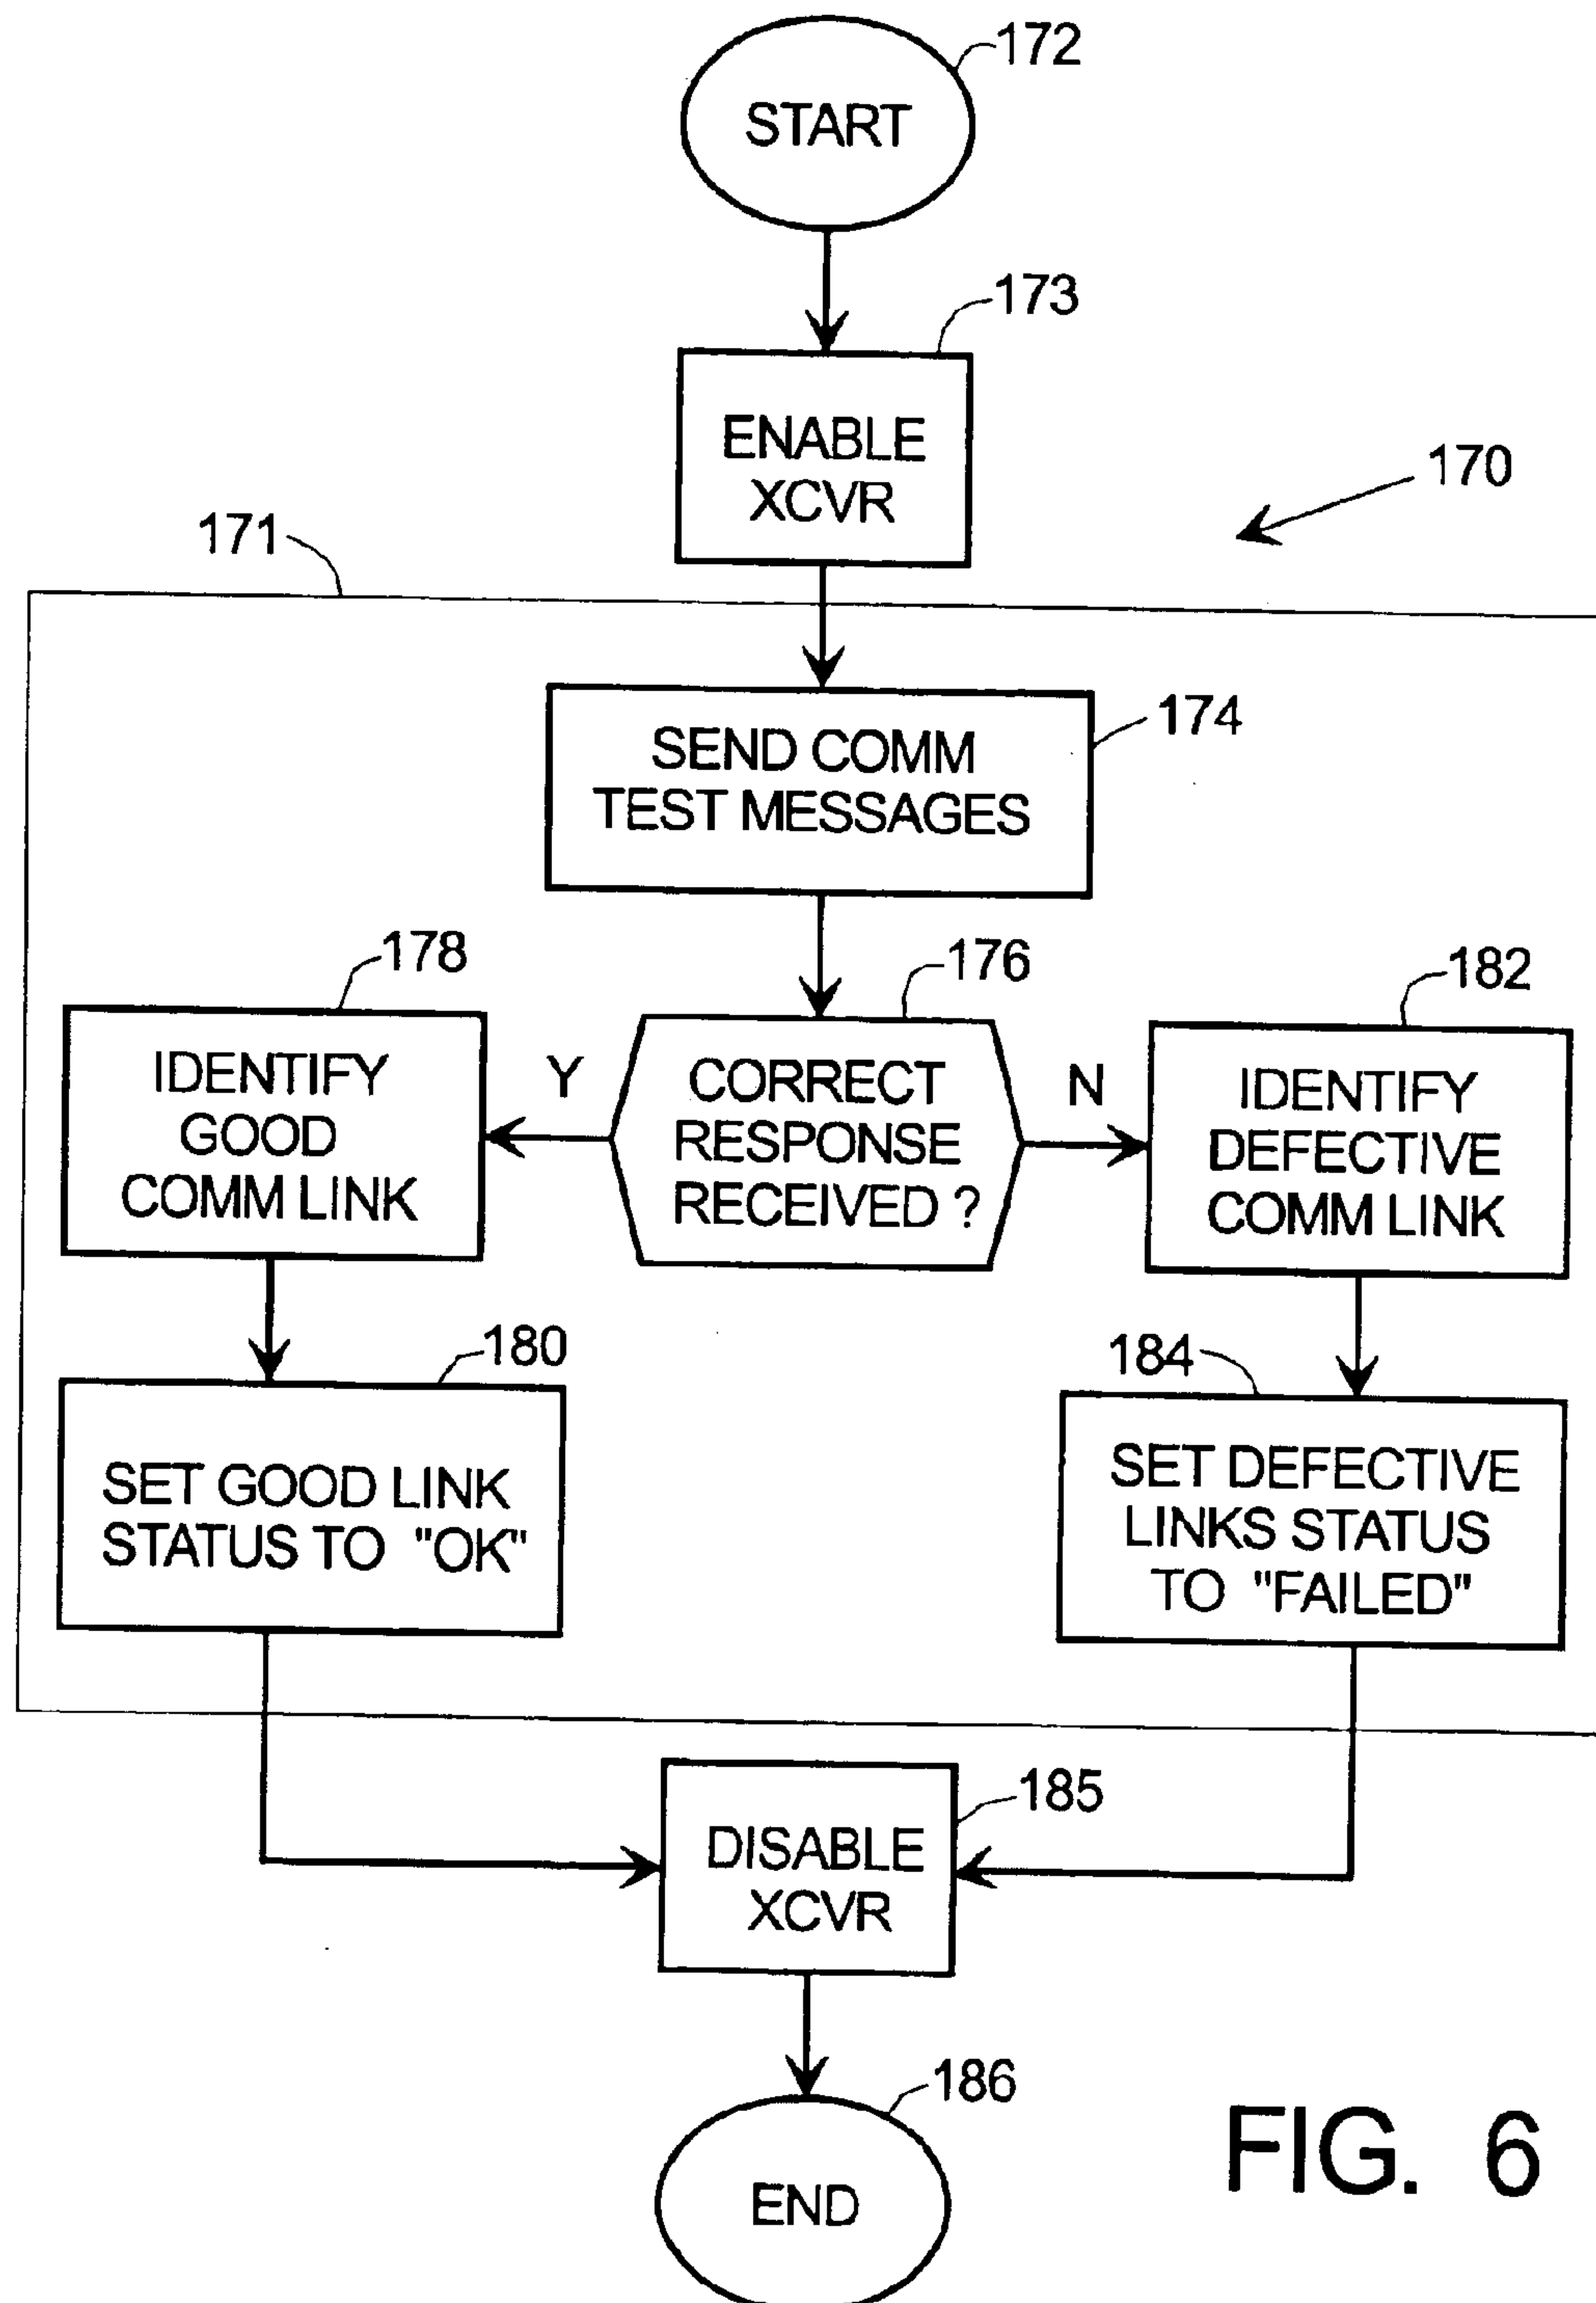 172
START
173
ENABLE
XCVR
170
171
174
SEND COMM
TEST MESSAGES
178
176
182
IDENTIFY
GOOD
COMM LINK
Y
CORRECT
RESPONSE
RECEIVED ?
N
IDENTIFY
DEFECTIVE
COMM LINK
180
184
SET GOOD LINK
STATUS TO "OK"
SET DEFECTIVE
LINKS STATUS
TO "FAILED"
185
DISABLE
XCVR
186
END
FIG. 6